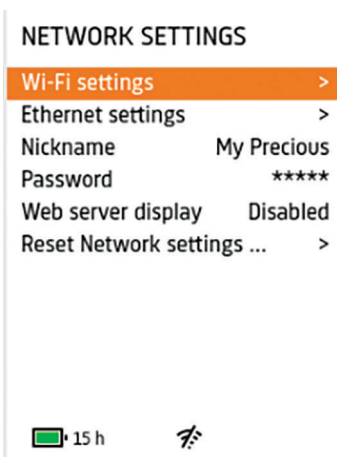 NETWORK SETTINGS
Wi-Fi settings >
Ethernet settings >
Nickname My Precious
Password *****
Web server display Disabled
Reset Network settings ... >
15 h